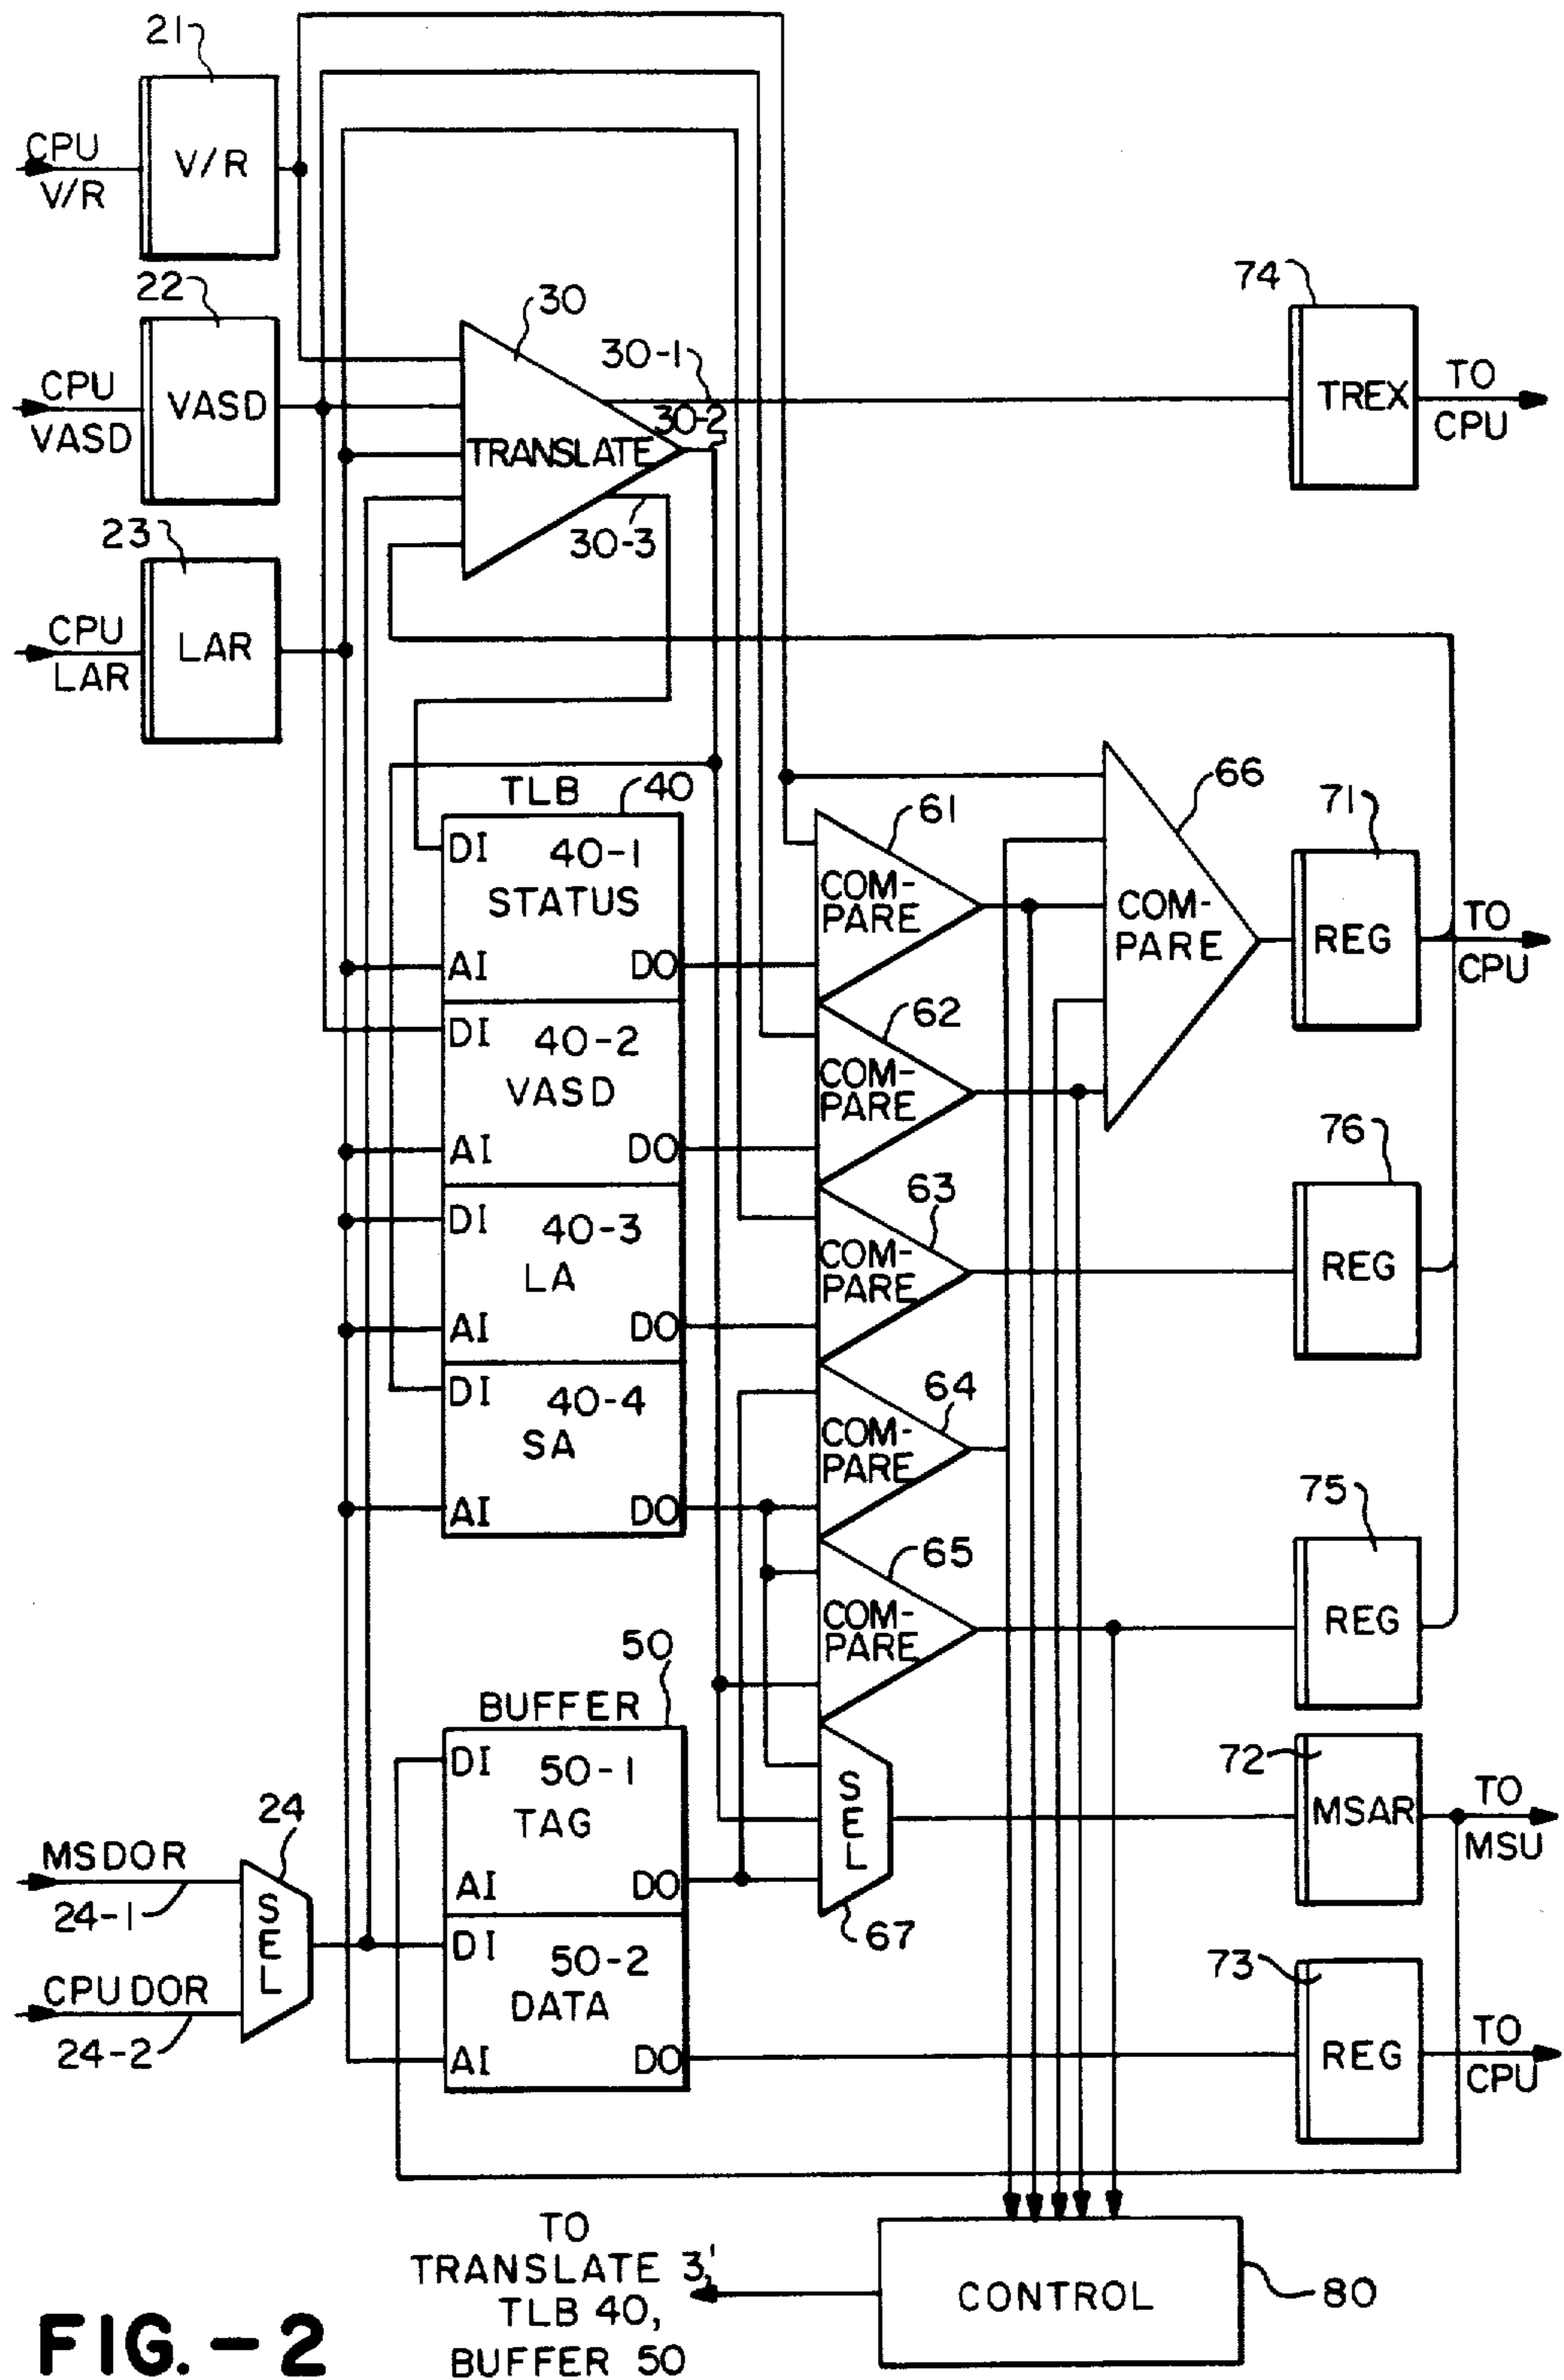 21
CPU
V/R
V/R
22
CPU
VASD
VASD
23
CPU
LAR
LAR
30
TRANSLATE
30-1
30-2
30-3
74
TREX
TO
CPU
TLB
40
DI
40-1
STATUS
AI
DO
DI
40-2
VASD
AI
DO
DI
40-3
LA
AI
DO
DI
40-4
SA
AI
DO
61
COM-
PARE
62
COM-
PARE
63
COM-
PARE
64
COM-
PARE
65
COM-
PARE
66
COM-
PARE
71
REG
TO
CPU
76
REG
75
REG
50
BUFFER
DI
50-1
TAG
AI
DO
DI
50-2
DATA
AI
DO
SEL
67
72
MSAR
TO
MSU
73
REG
TO
CPU
24
MSDOR
24-1
SEL
CPU DOR
24-2
TO
TRANSLATE 3,'
TLB 40,
BUFFER 50
CONTROL
80
FIG.-2